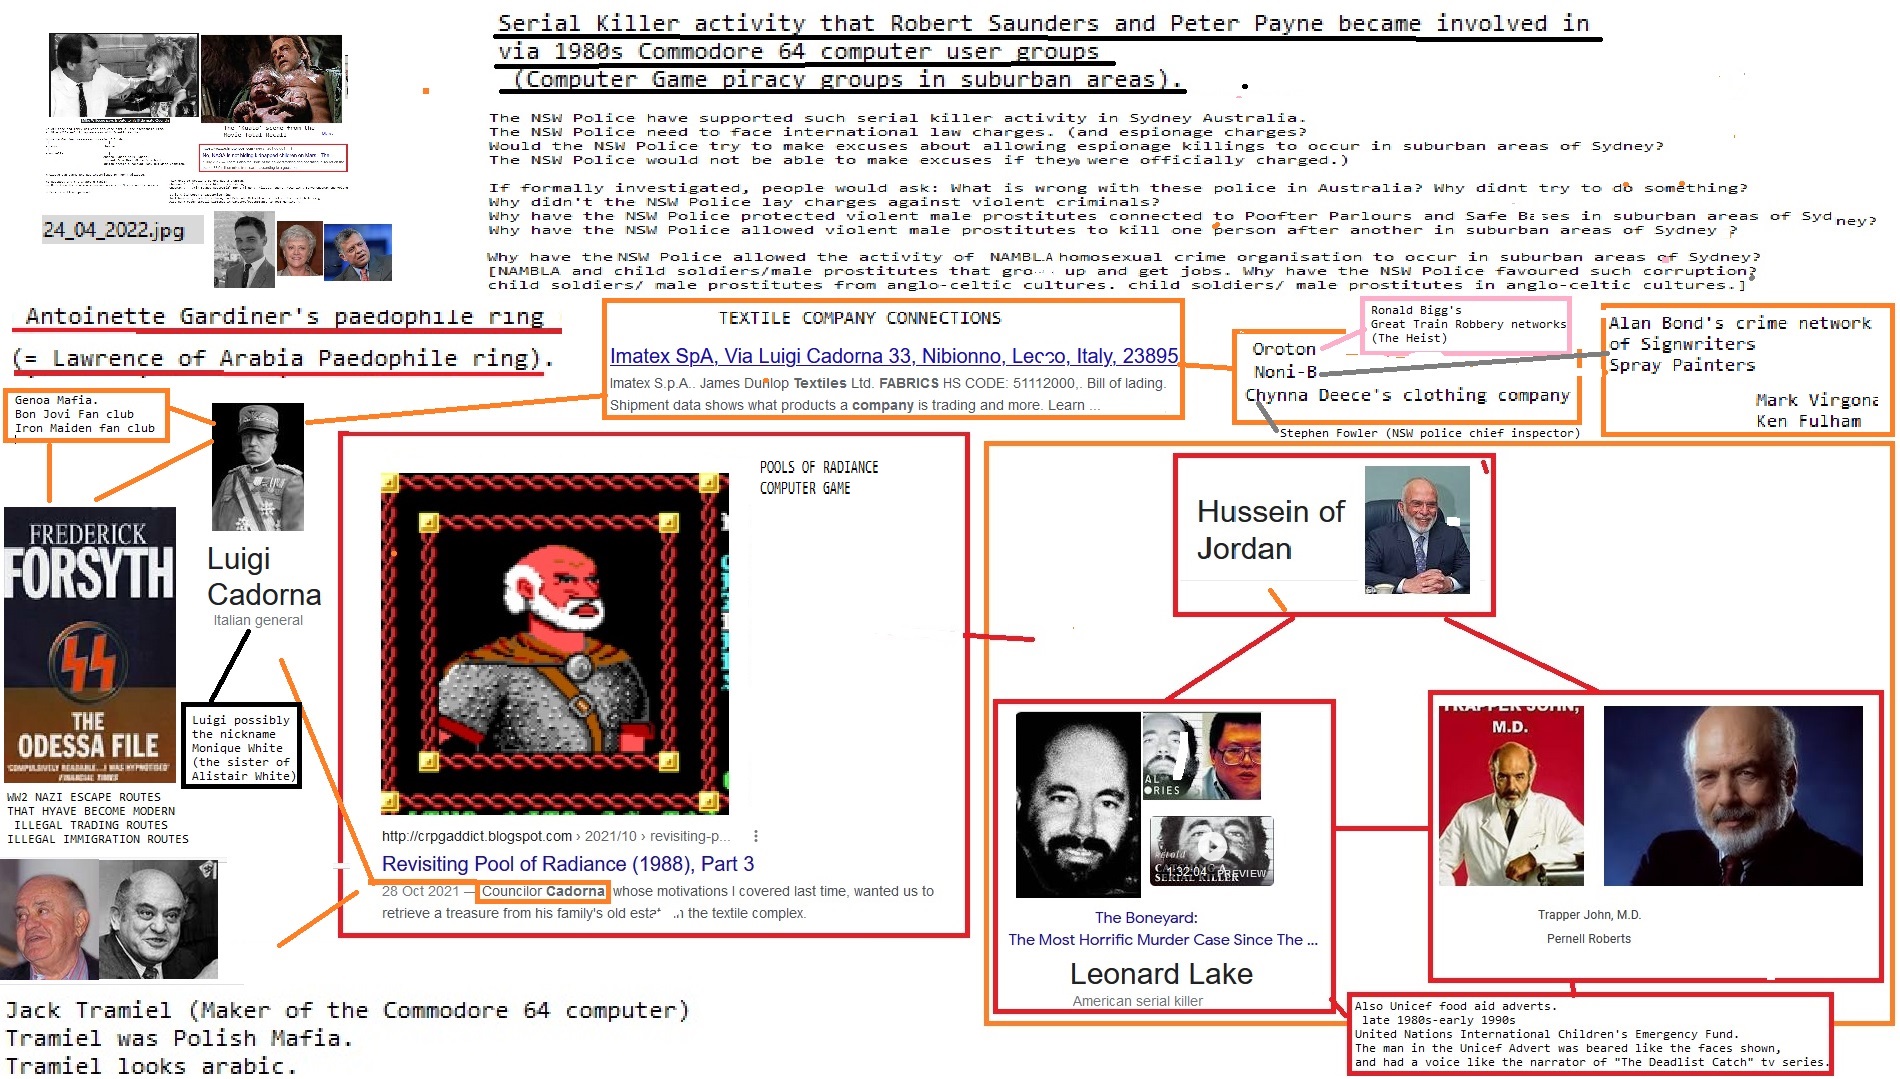 Serial Killer activity that Robert Saunders and Peter Payne became involved in
via 1980s Commodore 64 computer user groups
(Computer Game piracy groups in suburban areas).
The NSW Police have supported such serial killer activity in Sydney Australia.
The NSW Police need to face international law charges. (and espionage charges?
Would the NSW Police try to make excuses about allowing espionage killings to occur in suburban areas of Sydney?
The NSW Police would not be able to make excuses if they were officially charged.)
If formally investigated, people would ask: What is wrong with these police in Australia? Why didnt try to do something?
Why didn't the NSW Police lay charges against violent criminals?
Why have the NSW Police protected violent male prostitutes connected to Poofter Parlours and Safe Bases in suburban areas of Sydney?
Why have the NSW Police allowed violent male prostitutes to kill one person after another in suburban areas of Sydney ?
Why have the NSW Police allowed the activity of NAMBLA homosexual crime organisation to occur in suburban areas of Sydney?
[NAMBLA and child soldiers/male prostitutes that gro up and get jobs. Why have the NSW Police favoured such corruption?
child soldiers/ male prostitutes from anglo-celtic cultures. child soldiers/ male prostitutes in anglo-celtic cultures.]
The "Kuato" scene from the
Movie Total Recall
No, NASA is not hiding kidnapped children on Mars - The
24_04_2022.jpg
Antoinette Gardiner's paedophile ring
(= Lawrence of Arabia Paedophile ring).
TEXTILE COMPANY CONNECTIONS
Imatex SpA, Via Luigi Cadorna 33, Nibionno, Lecco, Italy, 23895
Imatex S.p.A.. James Dunlop Textiles Ltd. FABRICS HS CODE: 51112000,. Bill of lading.
Shipment data shows what products a company is trading and more. Learn ...
Ronald Bigg's
Great Train Robbery networks
(The Heist)
Oroton
Noni-B
Chynna Deece's clothing company
Stephen Fowler (NSW police chief inspector)
Alan Bond's crime network
of Signwriters
Spray Painters
Mark Virgona
Ken Fulham
Genoa Mafia.
Bon Jovi Fan club
Iron Maiden fan club
FREDERICK
FORSYTH
THE
ODESSA FILE
'COMPULSIVELY READABLE...I WAS HYPNOTISED'
FINANCIAL TIMES
Luigi
Cadorna
Italian general
Luigi possibly
the nickname
Monique White
(the sister of
Alistair White)
WW2 NAZI ESCAPE ROUTES
THAT HYAVE BECOME MODERN
ILLEGAL TRADING ROUTES
ILLEGAL IMMIGRATION ROUTES
POOLS OF RADIANCE
COMPUTER GAME
http://crpgaddict.blogspot.com › 2021/10 › revisiting-p...
Revisiting Pool of Radiance (1988), Part 3
28 Oct 2021 — Councilor Cadorna, whose motivations I covered last time, wanted us to
retrieve a treasure from his family's old estat in the textile complex.
Hussein of
Jordan
AL
ORIES
retold
CATCHING A
SERIAL KILLER
1:32:04 PREVIEW
The Boneyard:
The Most Horrific Murder Case Since The ...
Leonard Lake
American serial killer
TRAPPER JOHN,
M.D.
Trapper John, M.D.
Pernell Roberts
Also Unicef food aid adverts.
late 1980s-early 1990s
United Nations International Children's Emergency Fund.
The man in the Unicef Advert was beared like the faces shown,
and had a voice like the narrator of "The Deadlist Catch" tv series.
Jack Tramiel (Maker of the Commodore 64 computer)
Tramiel was Polish Mafia.
Tramiel looks arabic.